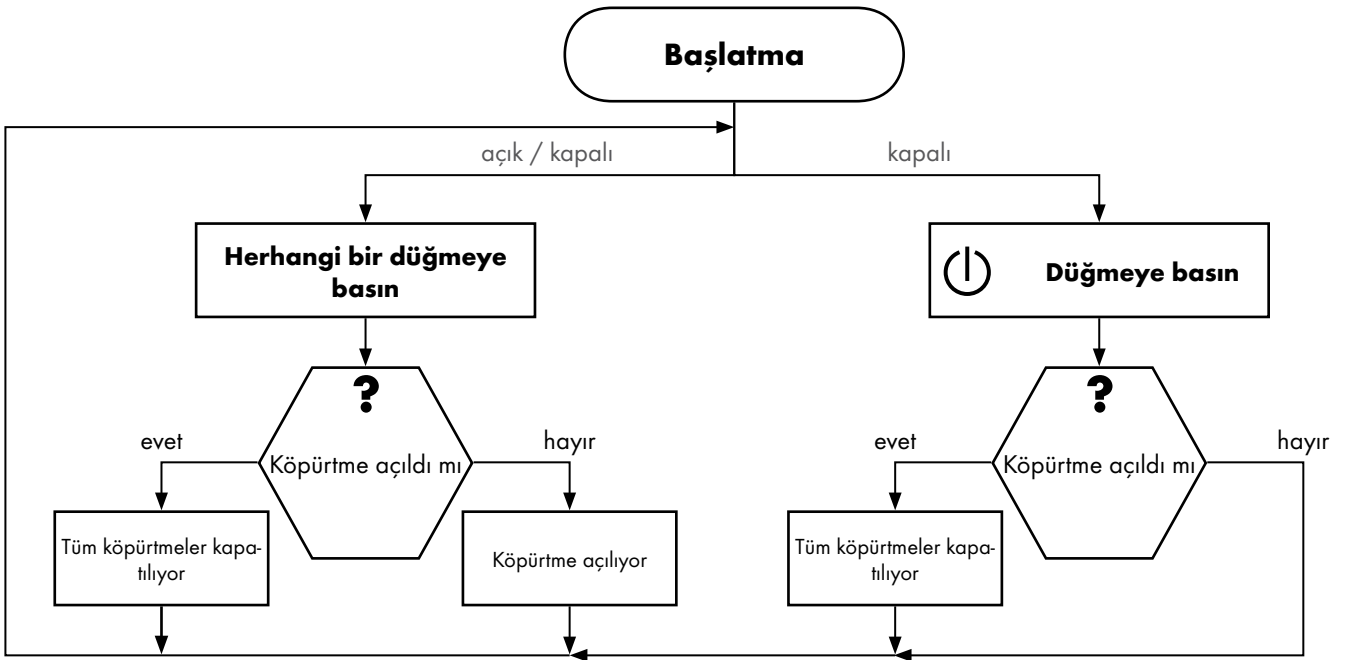 Başlatma
açık / kapalı
kapalı
Herhangi bir düğmeye
basın
Düğmeye basın
?
Köpürtme açıldı mı
evet
hayır
?
Köpürtme açıldı mı
evet
hayır
Tüm köpürtmeler kapa-
tılıyor
Köpürtme açılıyor
Tüm köpürtmeler kapa-
tılıyor